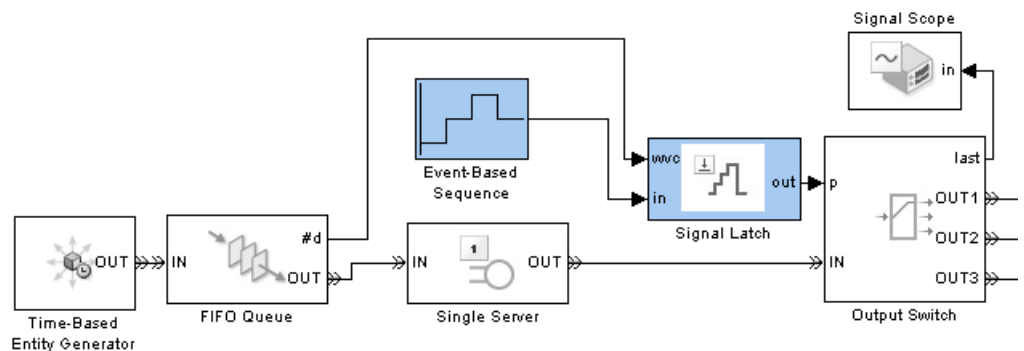 Signal Scope
in
Event-Based
Sequence
wvc
in
out
Signal Latch
last
p
OUT1
OUT2
OUT3
IN
Output Switch
OUT
Time-Based
Entity Generator
IN
#d
OUT
FIFO Queue
IN
1
OUT
Single Server